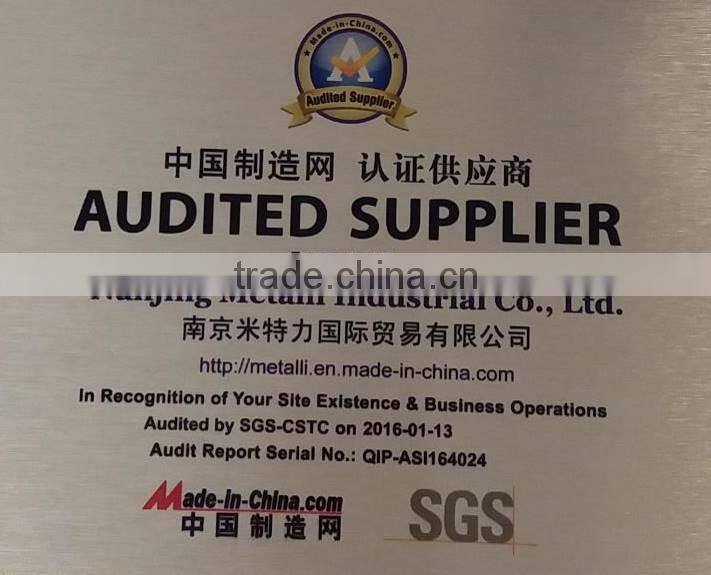 Made-in-China.com
A
Audited Supplier
中国制造网 认证供应商
AUDITED SUPPLIER
trade.china.cn
Nanjing Metalli Industrial Co., Ltd.
南京米特力国际贸易有限公司
http://metalli.en.made-in-china.com
In Recognition of Your Site Existence & Business Operations
Audited by SGS-CSTC on 2016-01-13
Audit Report Serial No.: QIP-ASI164024
Made-in-China.com
中国制造网
SGS